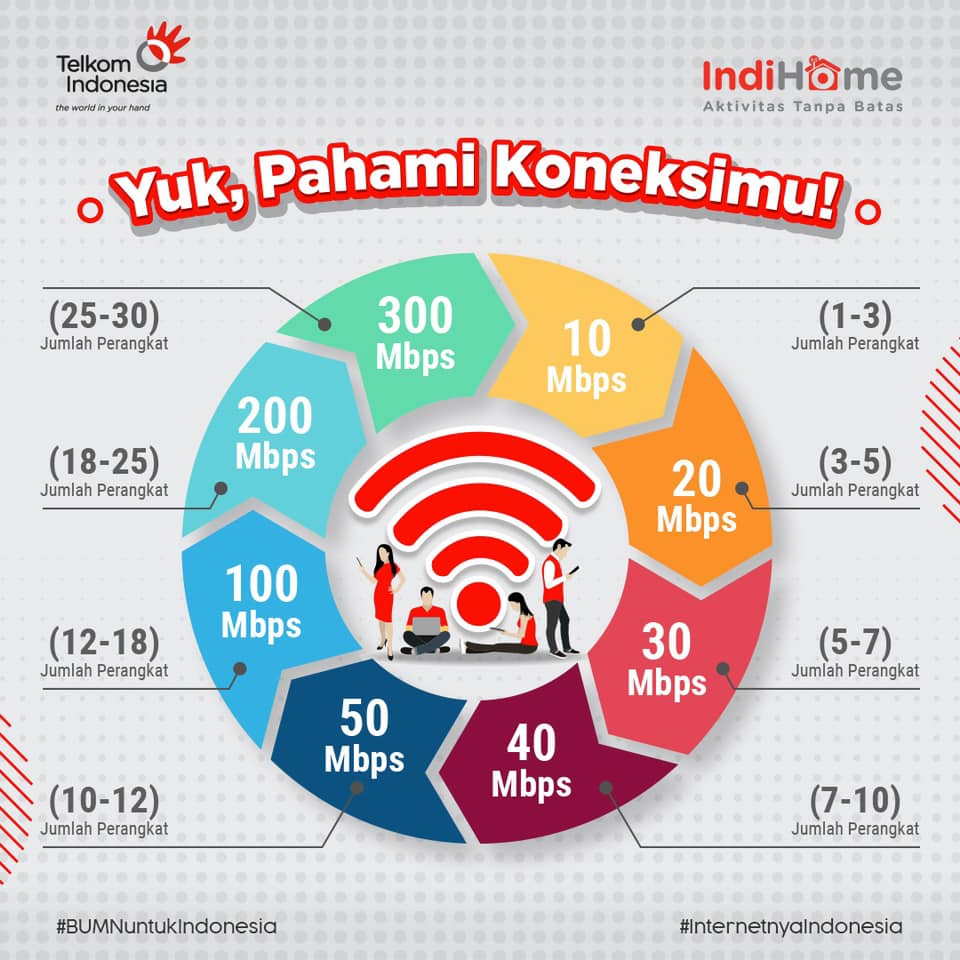 Telkom
Indonesia
the world in your hand
IndiHome
Aktivitas Tanpa Batas
Yuk, Pahami Koneksimu!
(25-30)
Jumlah Perangkat
300
Mbps
10
Mbps
(1-3)
Jumlah Perangkat
(18-25)
Jumlah Perangkat
200
Mbps
20
Mbps
(3-5)
Jumlah Perangkat
(12-18)
Jumlah Perangkat
100
Mbps
30
Mbps
(5-7)
Jumlah Perangkat
(10-12)
Jumlah Perangkat
50
Mbps
40
Mbps
(7-10)
Jumlah Perangkat
#BUMNuntukIndonesia
#InternetnyaIndonesia